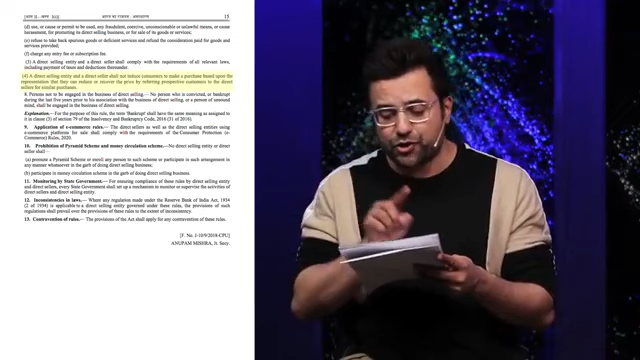 [भाग II—खण्ड 3(i)] भारत का राजपत्र : असाधारण 15
(d) use, or cause or permit to be used, any fraudulent, coercive, unconscionable or unlawful means, or cause
harassment, for promoting its direct selling business, or for sale of its goods or services;
(e) refuse to take back spurious goods or deficient services and refund the consideration paid for goods and
services provided;
(f) charge any entry fee or subscription fee.
(3) A direct selling entity and a direct seller shall comply with the requirements of all relevant laws,
including payment of taxes and deductions thereunder.
(4) A direct selling entity and a direct seller shall not induce consumers to make a purchase based upon the
representation that they can reduce or recover the price by referring prospective customers to the direct
sellers for similar purchases.
8. Persons not to be engaged in the business of direct selling.— No person who is convicted, or bankrupt
during the last five years prior to his association with the business of direct selling, or a person of unsound
mind, shall be engaged in the business of direct selling.
Explanation.— For the purpose of this rule, the term 'Bankrupt' shall have the same meaning as assigned to
it in clause (3) of section 79 of the Insolvency and Bankruptcy Code, 2016 (31 of 2016).
9. Application of e-commerce rules.— The direct sellers as well as the direct selling entities using
e-commerce platforms for sale shall comply with the requirements of the Consumer Protection (e-
Commerce) Rules, 2020.
10. Prohibition of Pyramid Scheme and money circulation scheme.— No direct selling entity or direct
seller shall-
(a) promote a Pyramid Scheme or enroll any person to such scheme or participate in such arrangement in
any manner whatsoever in the garb of doing direct selling business;
(b) participate in money circulation scheme in the garb of doing direct selling business.
11. Monitoring by State Government.— For ensuring compliance of these rules by direct selling entity and
direct sellers, every State Government shall set up a mechanism to monitor or supervise the activities of
direct sellers and direct selling entity.
12. Inconsistencies in laws.— Where any regulation made under the Reserve Bank of India Act, 1934
(2 of 1934) is applicable to a direct selling entity governed under these rules, the provisions of such
regulations shall prevail over the provisions of these rules to the extent of inconsistency.
13. Contravention of rules.— The provisions of the Act shall apply for any contravention of these rules.
[F. No. J-10/9/2018-CPU]
ANUPAM MISHRA, Jt. Secy.